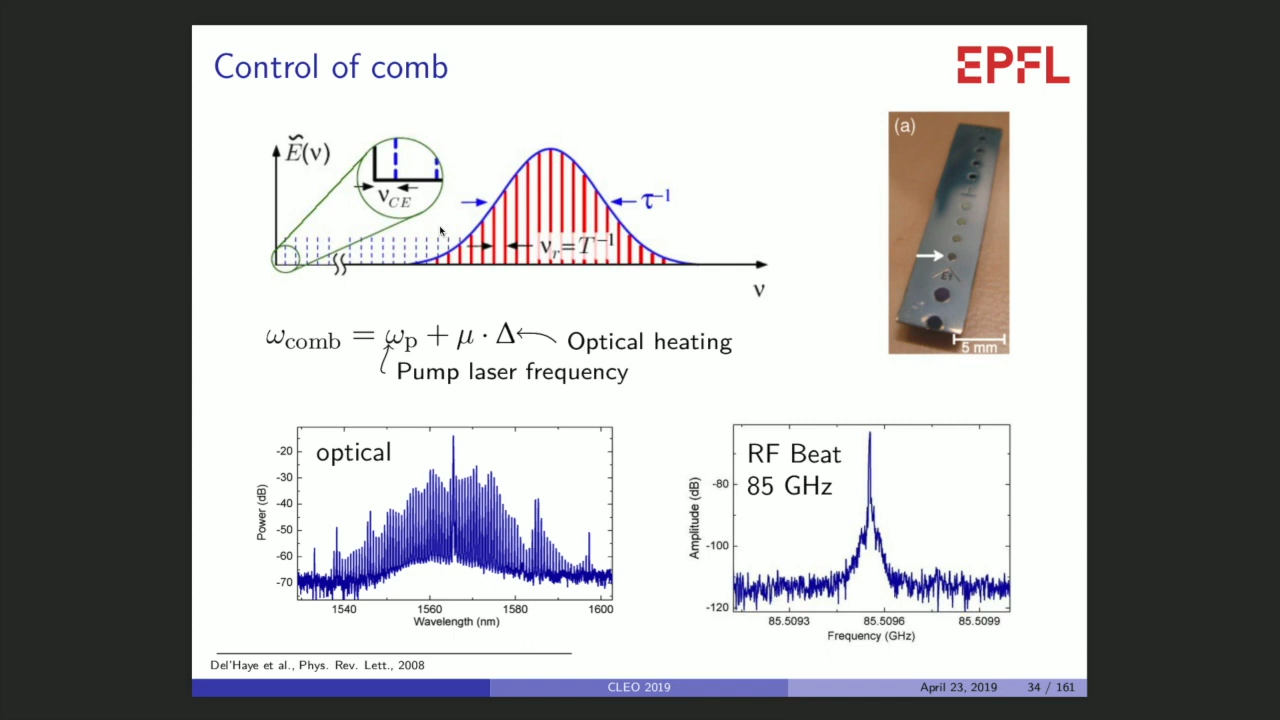 Control of comb
EPFL
Ẽ(ν)
ν_CE
τ⁻¹
ν_r=T⁻¹
ν
(a)
5 mm
ω_comb = ω_p + μ · Δ
Optical heating
Pump laser frequency
optical
Power (dB)
-20
-30
-40
-50
-60
-70
1540 1560 1580 1600
Wavelength (nm)
RF Beat
85 GHz
Amplitude (dB)
-80
-100
-120
85.5093 85.5096 85.5099
Frequency (GHz)
Del'Haye et al., Phys. Rev. Lett., 2008
CLEO 2019 April 23, 2019 34 / 161